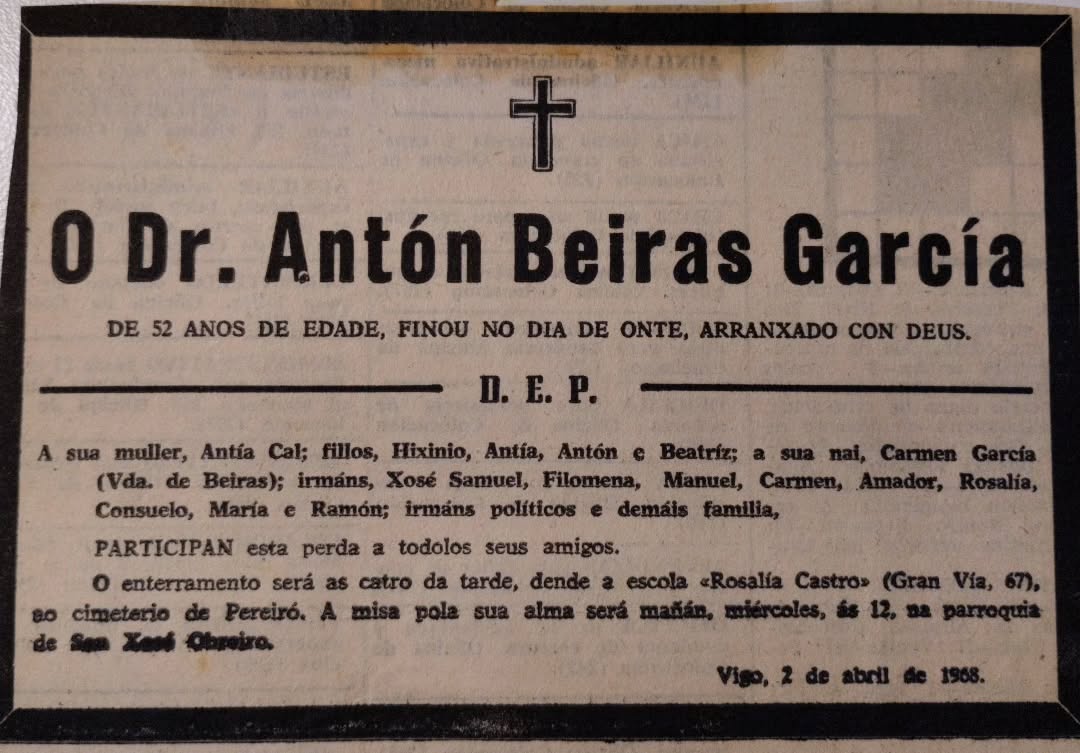 O Dr. Antón Beiras García
DE 52 ANOS DE EDADE, FINOU NO DIA DE ONTE, ARRANXADO CON DEUS.
D. E. P.
A sua muller, Antía Cal; fillos, Hixinio, Antía, Antón e Beatríz; a sua nai, Carmen García
(Vda. de Beiras); irmáns, Xosé Samuel, Filomena, Manuel, Carmen, Amador, Rosalía,
Consuelo, María e Ramón; irmáns políticos e demáis familia,
PARTICIPAN esta perda a todolos seus amigos.
O enterramento será as catro da tarde, dende a escola «Rosalía Castro» (Gran Vía, 67),
ao cimeterio de Pereiró. A misa pola sua alma será mañán, miércoles, ás 12, na parroquia
de San Xosé Obreiro.
Vigo, 2 de abril de 1968.